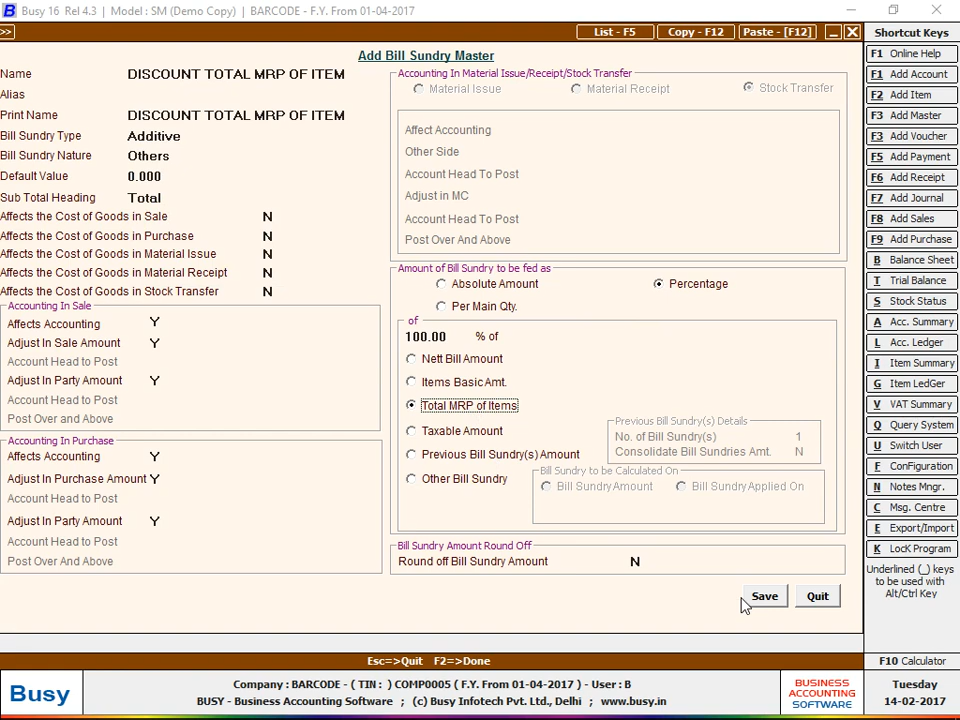 Busy 16 Rel 4.3 | Model : SM (Demo Copy) | BARCODE - F.Y. From 01-04-2017
>>
List - F5
Copy - F12
Paste - [F12]
Add Bill Sundry Master
Name DISCOUNT TOTAL MRP OF ITEM
Alias
Print Name DISCOUNT TOTAL MRP OF ITEM
Bill Sundry Type Additive
Bill Sundry Nature Others
Default Value 0.000
Sub Total Heading Total
Affects the Cost of Goods in Sale N
Affects the Cost of Goods in Purchase N
Affects the Cost of Goods in Material Issue N
Affects the Cost of Goods in Material Receipt N
Affects the Cost of Goods in Stock Transfer N
Accounting In Sale
Affects Accounting Y
Adjust In Sale Amount Y
Account Head to Post
Adjust In Party Amount Y
Account Head to Post
Post Over and Above
Accounting In Purchase
Affects Accounting Y
Adjust In Purchase Amount Y
Account Head to Post
Adjust In Party Amount Y
Account Head to Post
Post Over and Above
Accounting In Material Issue/Receipt/Stock Transfer
Material Issue Material Receipt Stock Transfer
Affect Accounting
Other Side
Account Head To Post
Adjust in MC
Account Head To Post
Post Over And Above
Amount of Bill Sundry to be fed as
Absolute Amount Percentage
Per Main Qty.
of
100.00 % of
Nett Bill Amount
Items Basic Amt.
Total MRP of Items
Taxable Amount
Previous Bill Sundry(s) Amount
Other Bill Sundry
Previous Bill Sundry(s) Details
No. of Bill Sundry(s) 1
Consolidate Bill Sundries Amt. N
Bill Sundry to be Calculated On
Bill Sundry Amount Bill Sundry Applied On
Bill Sundry Amount Round Off
Round off Bill Sundry Amount N
Save Quit
Shortcut Keys
F1 Online Help
F1 Add Account
F2 Add Item
F3 Add Master
F3 Add Voucher
F5 Add Payment
F6 Add Receipt
F7 Add Journal
F8 Add Sales
F9 Add Purchase
B Balance Sheet
T Trial Balance
S Stock Status
A Acc. Summary
L Acc. Ledger
I Item Summary
G Item LedGer
V VAT Summary
Q Query System
U Switch User
F ConFiguration
N Notes Mngr.
C Msg. Centre
E Export/Import
K LocK Program
Underlined (_) keys
to be used with
Alt/Ctrl Key
Esc=>Quit F2=>Done
F10 Calculator
Busy
Company : BARCODE - ( TIN : ) COMP0005 ( F.Y. From 01-04-2017 ) - User : B
BUSY - Business Accounting Software ; (c) Busy Infotech Pvt. Ltd., Delhi ; www.busy.in
BUSINESS
ACCOUNTING
SOFTWARE
Tuesday
14-02-2017